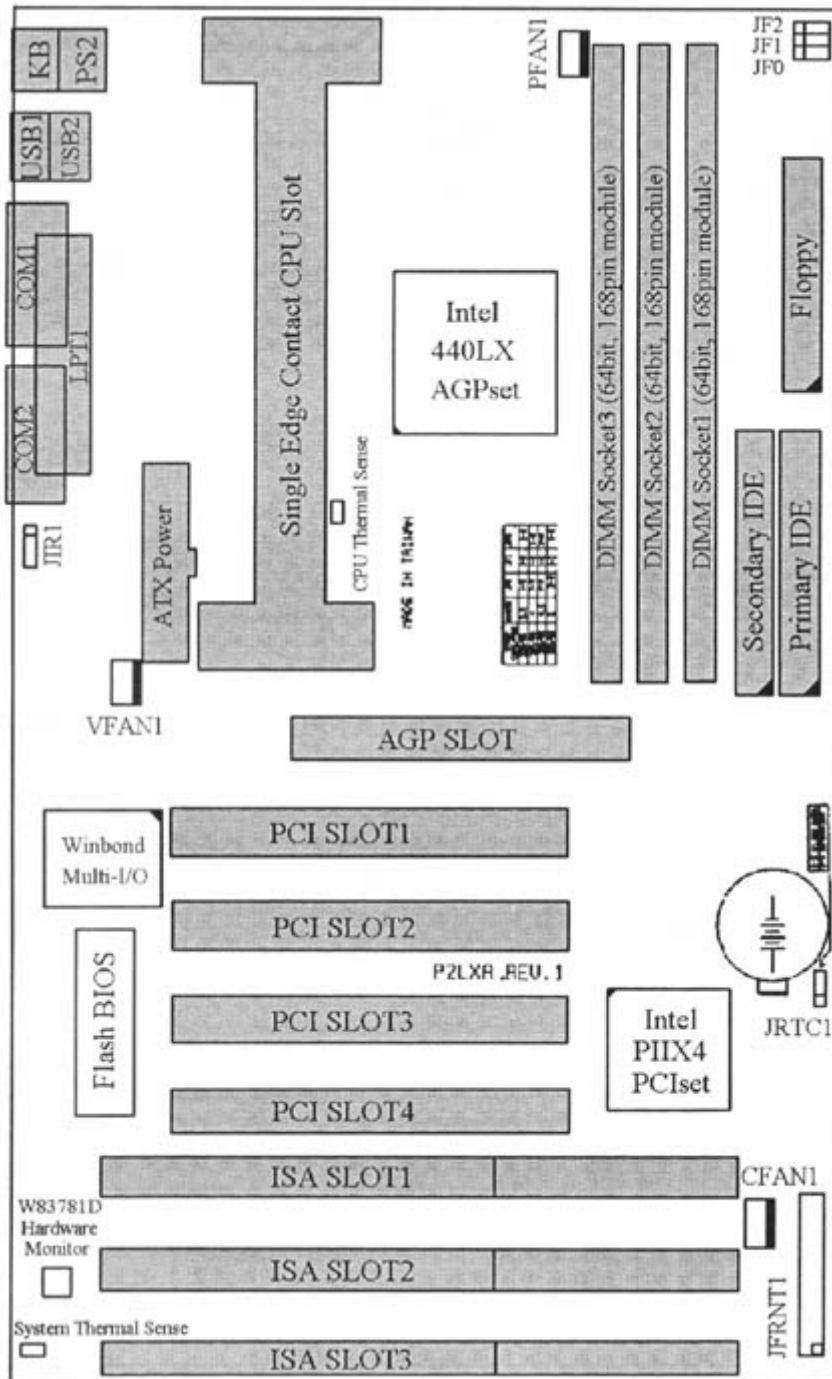 JF2
JF1
JF0
PFAN1
KB
PS2
USB1
USB2
COM1
LPT1
COM2
JIR1
ATX Power
VFAN1
Single Edge Contact CPU Slot
CPU Thermal Sense
Intel
440LX
AGPset
MADE IN TAIWAN
DIMM Socket3 (64bit, 168pin module)
DIMM Socket2 (64bit, 168pin module)
DIMM Socket1 (64bit, 168pin module)
Floppy
Secondary IDE
Primary IDE
AGP SLOT
Winbond
Multi-I/O
PCI SLOT1
PCI SLOT2
P2LXA .REV.1
Flash BIOS
PCI SLOT3
Intel
PIIX4
PCIset
JRTC1
PCI SLOT4
ISA SLOT1
CFAN1
W83781D
Hardware
Monitor
ISA SLOT2
JFRNT1
System Thermal Sense
ISA SLOT3